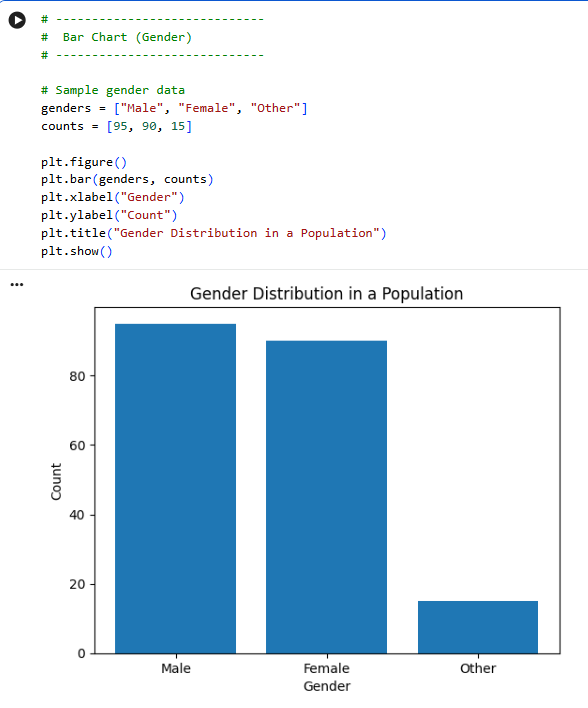 # ----------------------------
#  Bar Chart (Gender)
# ----------------------------
# Sample gender data
genders = ["Male", "Female", "Other"]
counts = [95, 90, 15]
plt.figure()
plt.bar(genders, counts)
plt.xlabel("Gender")
plt.ylabel("Count")
plt.title("Gender Distribution in a Population")
plt.show()
Gender Distribution in a Population
80
60
40
20
0
Count
Male Female Other
Gender